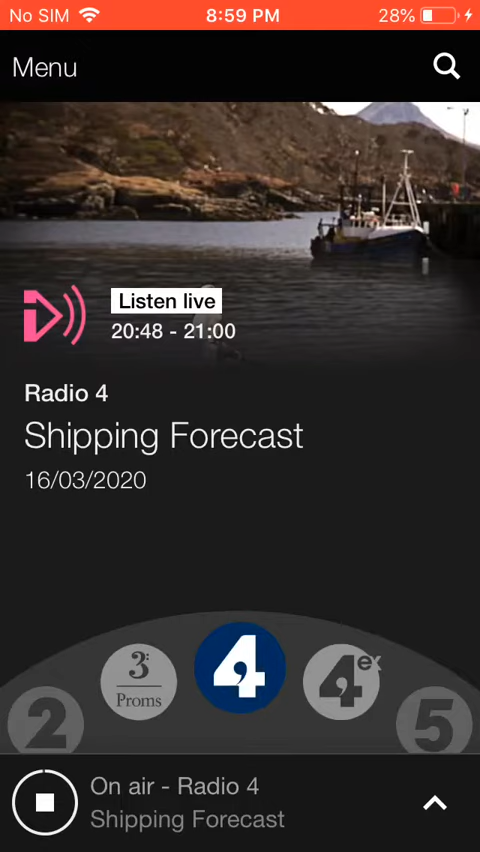 No SIM 8:59 PM 28%
Menu
Listen live
20:48 - 21:00
Radio 4
Shipping Forecast
16/03/2020
2
3:
Proms
4
4 ex
5
On air - Radio 4
Shipping Forecast